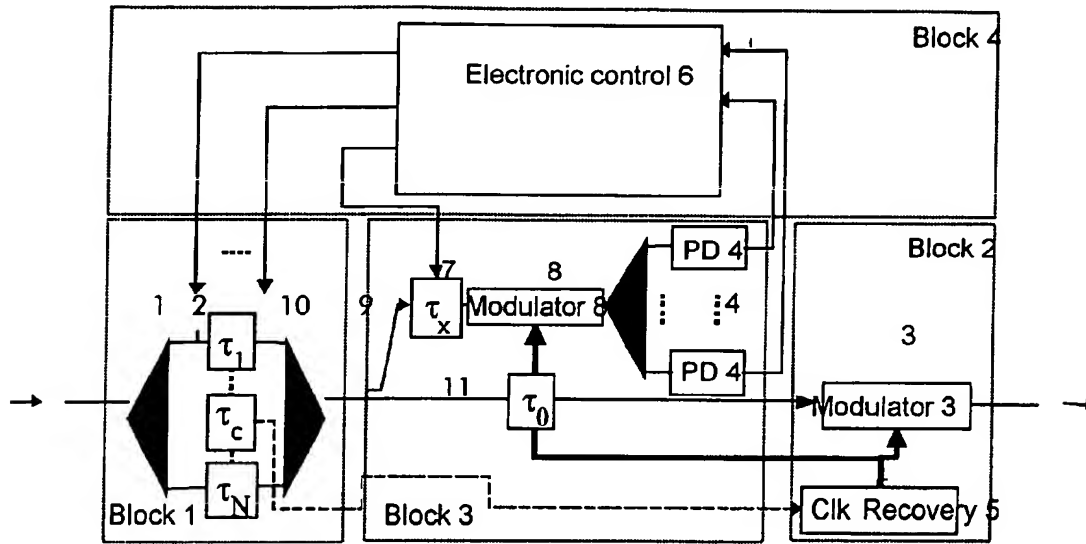 Block 4
Electronic control 6
Block 2
PD 4
1 2 10 9 7 8
τx Modulator 8 4
3
τ1
PD 4
11
τ0
Modulator 3
τc
τN
Block 1
Block 3
Clk Recovery 5